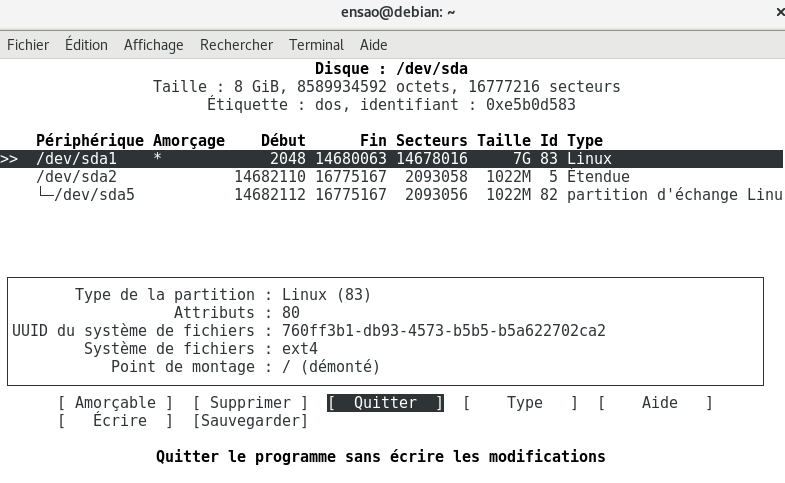 ensao@debian: ~ ×
Fichier Édition Affichage Rechercher Terminal Aide
Disque : /dev/sda
Taille : 8 GiB, 8589934592 octets, 16777216 secteurs
Étiquette : dos, identifiant : 0xe5b0d583
Périphérique Amorçage Début Fin Secteurs Taille Id Type
>> /dev/sda1 * 2048 14680063 14678016 7G 83 Linux
/dev/sda2 14682110 16775167 2093058 1022M 5 Étendue
└─/dev/sda5 14682112 16775167 2093056 1022M 82 partition d'échange Linu
Type de la partition : Linux (83)
Attributs : 80
UUID du système de fichiers : 760ff3b1-db93-4573-b5b5-b5a622702ca2
Système de fichiers : ext4
Point de montage : / (démonté)
[ Amorçable ] [ Supprimer ] [ Quitter ] [ Type ] [ Aide ]
[ Écrire ] [Sauvegarder]
Quitter le programme sans écrire les modifications